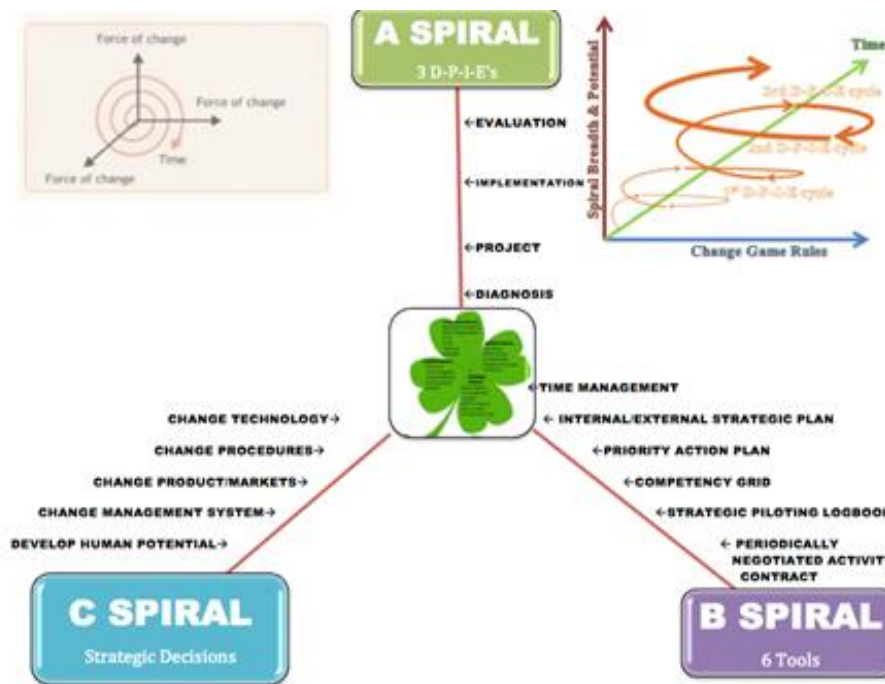 Force of change
Force of change
Force of change
Time
A SPIRAL
3 D-P-I-E's
Spiral Breadth & Potential
Time
3rd D-P-I-E cycle
2nd D-P-I-E cycle
1st D-P-I-E cycle
Change Game Rules
←EVALUATION
←IMPLEMENTATION
←PROJECT
←DIAGNOSIS
←TIME MANAGEMENT
← INTERNAL/EXTERNAL STRATEGIC PLAN
←PRIORITY ACTION PLAN
←COMPETENCY GRID
←STRATEGIC PILOTING LOGBOOK
← PERIODICALLY
NEGOTIATED ACTIVITY
CONTRACT
CHANGE TECHNOLOGY→
CHANGE PROCEDURES→
CHANGE PRODUCT/MARKETS→
CHANGE MANAGEMENT SYSTEM→
DEVELOP HUMAN POTENTIAL→
C SPIRAL
Strategic Decisions
B SPIRAL
6 Tools